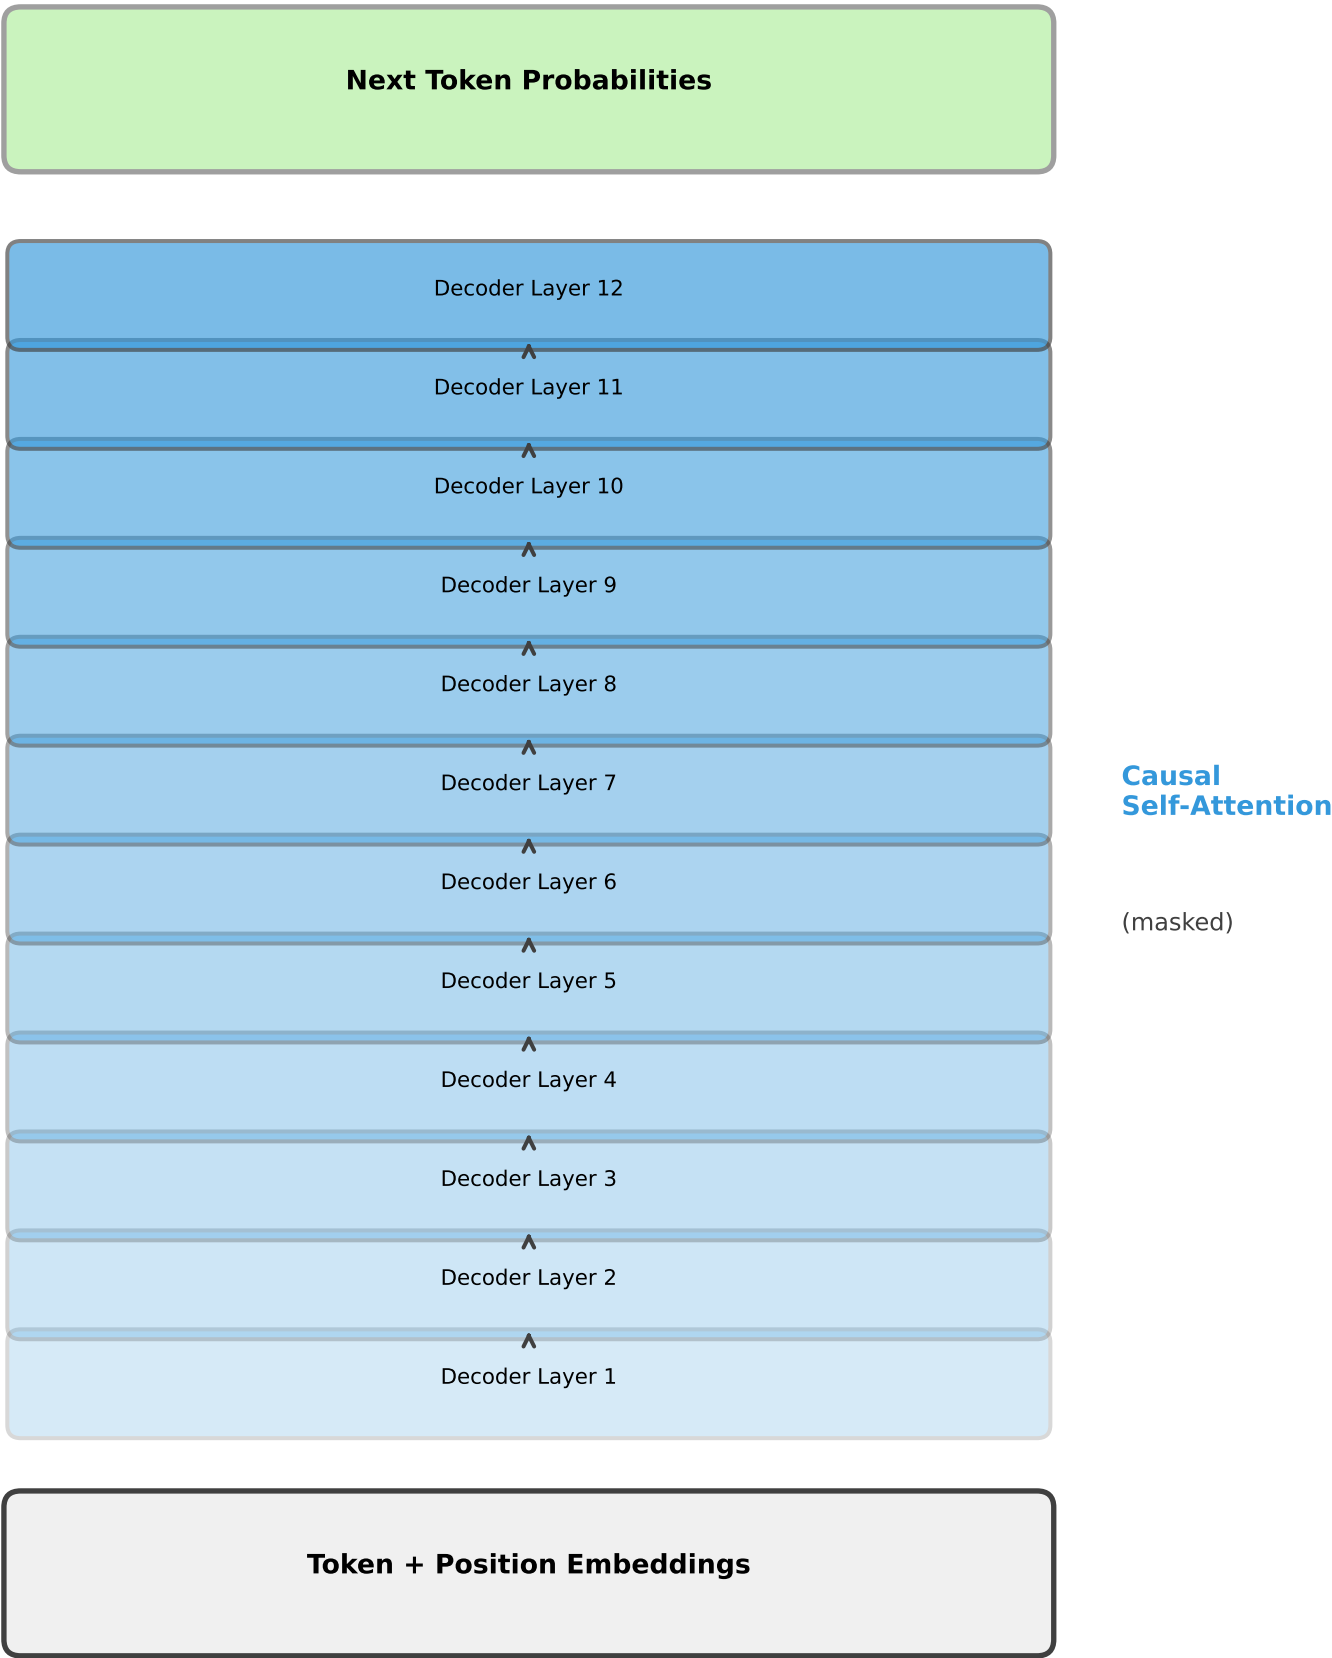 Next Token Probabilities
Decoder Layer 12
Decoder Layer 11
Decoder Layer 10
Decoder Layer 9
Decoder Layer 8
Decoder Layer 7
Causal
Self-Attention
Decoder Layer 6
(masked)
Decoder Layer 5
Decoder Layer 4
Decoder Layer 3
Decoder Layer 2
Decoder Layer 1
Token + Position Embeddings